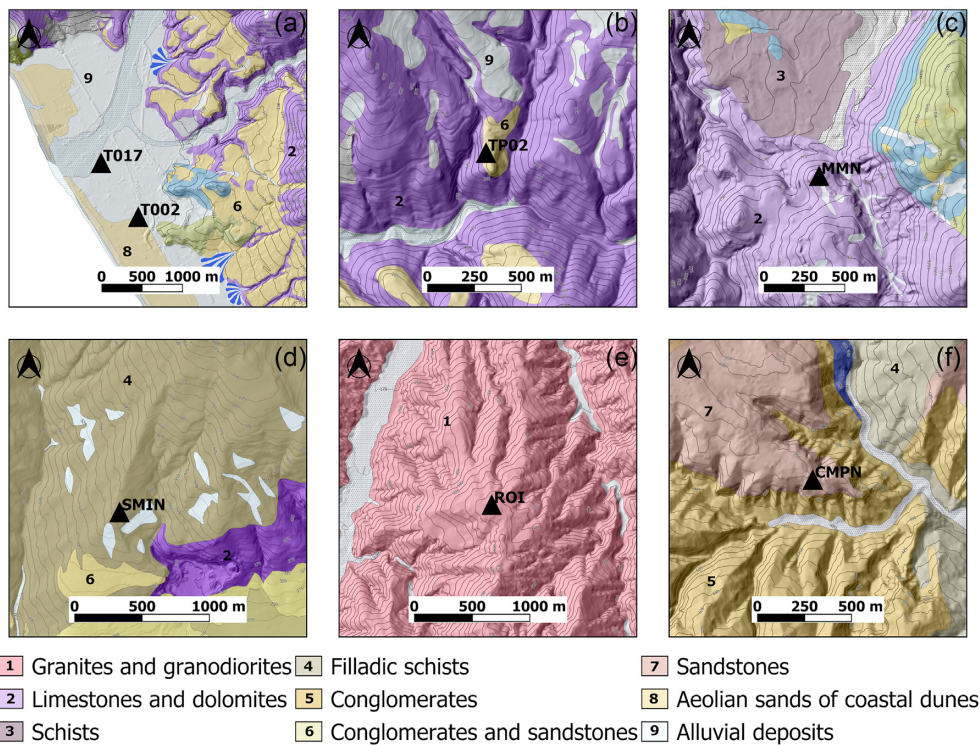 (a)
9
T017
2
T002
6
8
0 500 1000 m
(b)
9
6
TP02
2
0 250 500 m
(c)
3
MMN
2
0 250 500 m
(d)
4
SMIN
2
6
0 500 1000 m
(e)
1
ROI
0 500 1000 m
(f)
4
7
CMPN
5
0 250 500 m
1 Granites and granodiorites 4 Filladic schists 7 Sandstones
2 Limestones and dolomites 5 Conglomerates 8 Aeolian sands of coastal dunes
3 Schists 6 Conglomerates and sandstones 9 Alluvial deposits